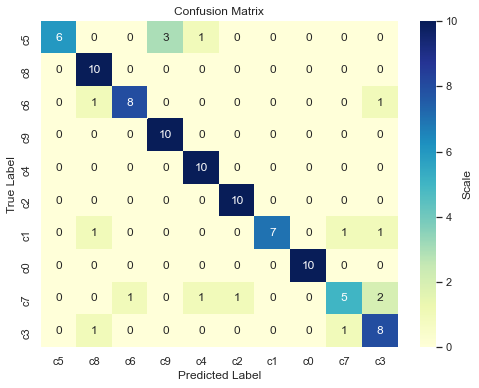 Confusion Matrix
c5 6 0 0 3 1 0 0 0 0 0
c8 0 10 0 0 0 0 0 0 0 0
c6 0 1 8 0 0 0 0 0 0 1
c9 0 0 0 10 0 0 0 0 0 0
c4 0 0 0 0 10 0 0 0 0 0
c2 0 0 0 0 0 10 0 0 0 0
c1 0 1 0 0 0 0 7 0 1 1
c0 0 0 0 0 0 0 0 10 0 0
c7 0 0 1 0 1 1 0 0 5 2
c3 0 1 0 0 0 0 0 0 1 8
c5 c8 c6 c9 c4 c2 c1 c0 c7 c3
Predicted Label
True Label
10
8
6
4
2
0
Scale